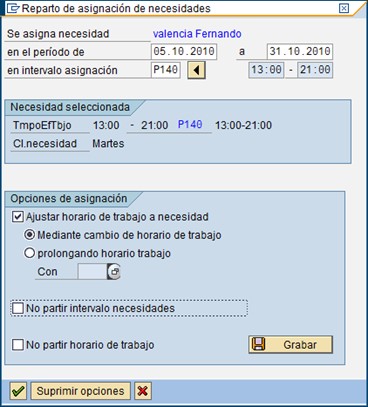 Reparto de asignación de necesidades
Se asigna necesidad valencia Fernando
en el período de 05.10.2010 a 31.10.2010
en intervalo asignación P140 13:00 - 21:00
Necesidad seleccionada
TmpoEfTbjo 13:00 - 21:00 P140 13:00-21:00
Cl.necesidad Martes
Opciones de asignación
Ajustar horario de trabajo a necesidad
Mediante cambio de horario de trabajo
prolongando horario trabajo
Con
No partir intervalo necesidades
No partir horario de trabajo Grabar
Suprimir opciones